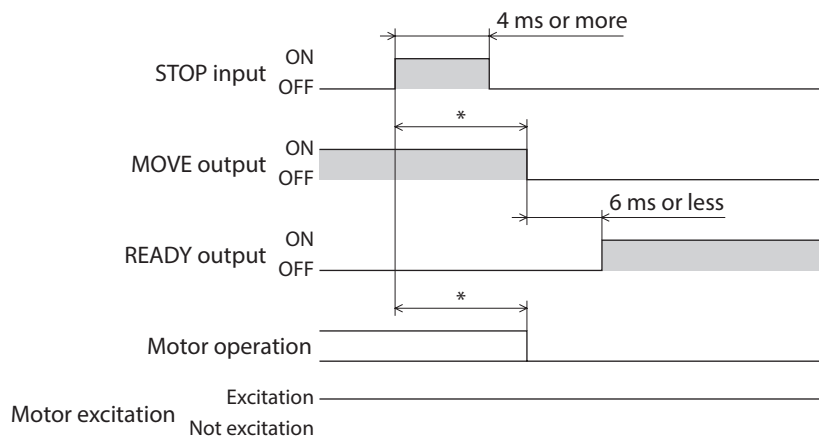 4 ms or more
STOP input
ON
OFF
*
MOVE output
ON
OFF
6 ms or less
READY output
ON
OFF
*
Motor operation
Motor excitation
Excitation
Not excitation